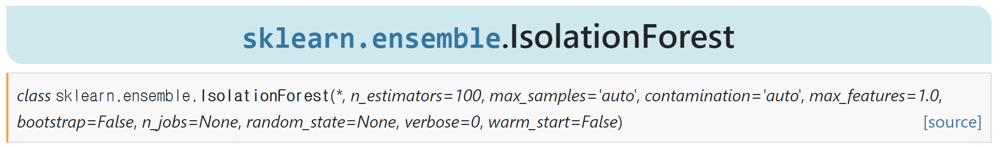 sklearn.ensemble.IsolationForest
class sklearn.ensemble.IsolationForest(*, n_estimators=100, max_samples='auto', contamination='auto', max_features=1.0,
bootstrap=False, n_jobs=None, random_state=None, verbose=0, warm_start=False) [source]